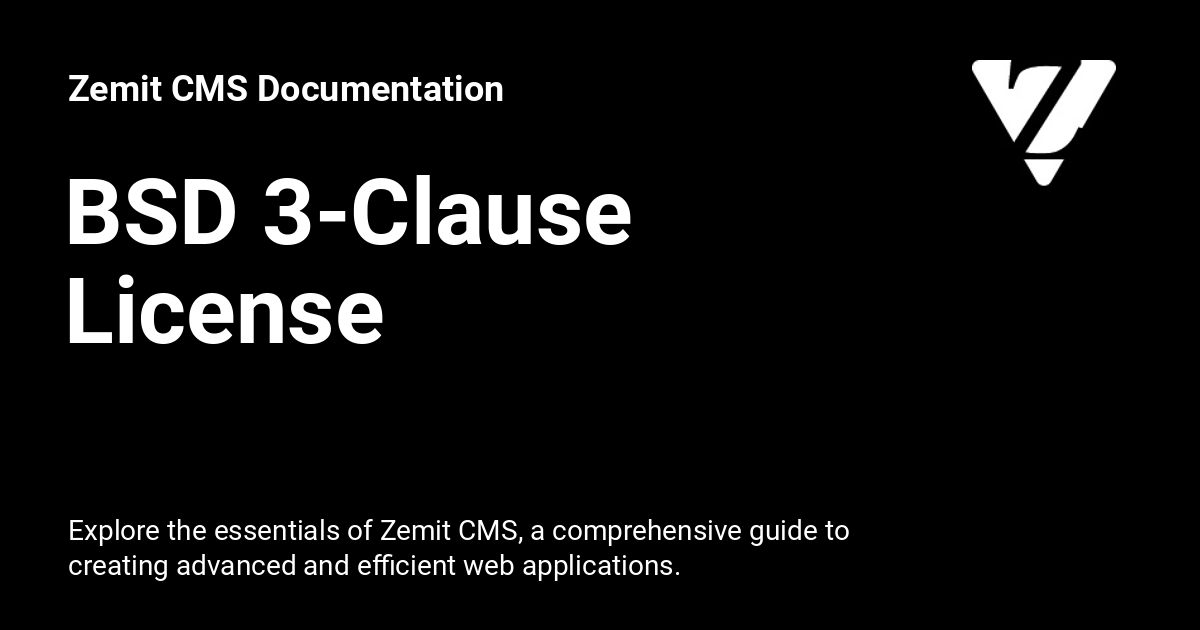 Zemit CMS Documentation
BSD 3-Clause
License
Explore the essentials of Zemit CMS, a comprehensive guide to
creating advanced and efficient web applications.